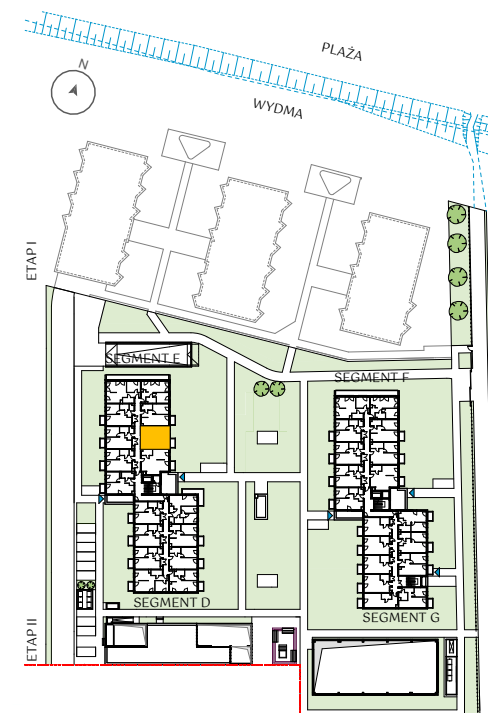 PLAŻA
N
WYDMA
ETAP I
SEGMENT E
SEGMENT F
SEGMENT D
SEGMENT G
ETAP II